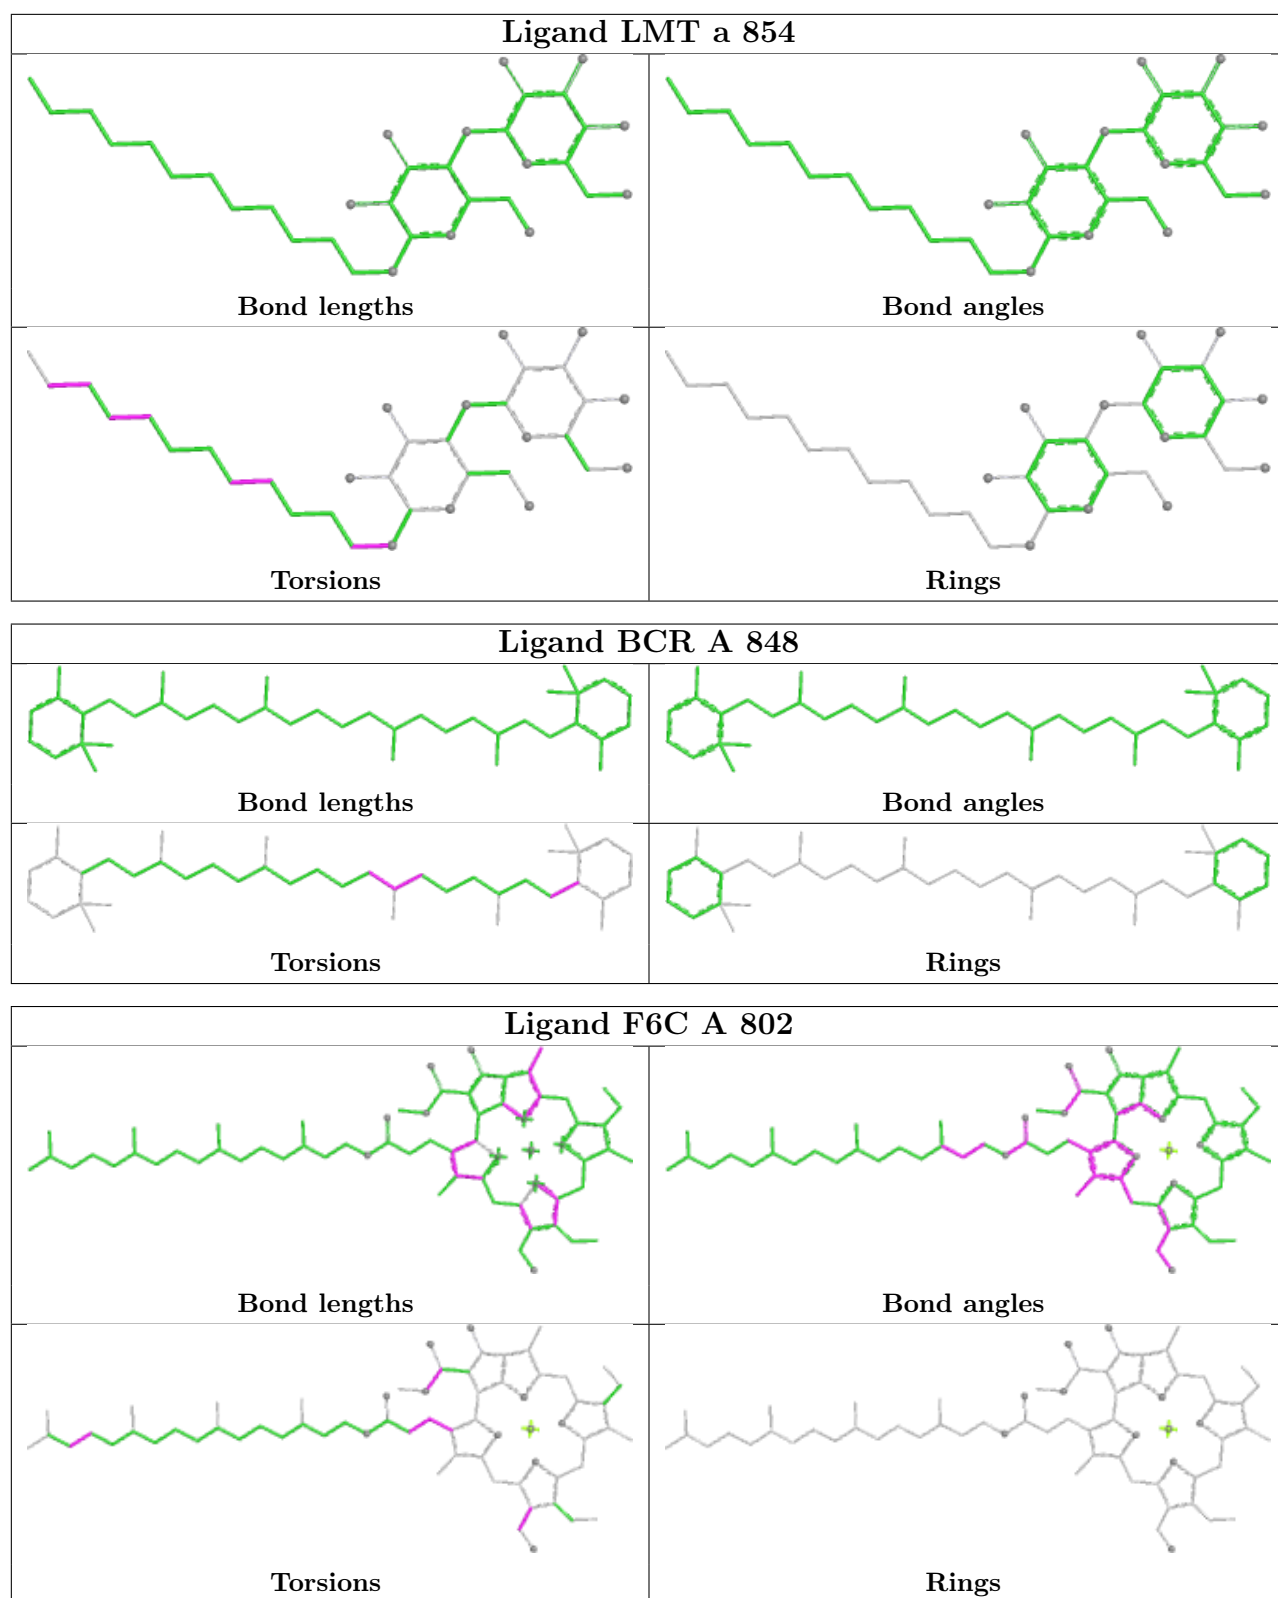 Ligand LMT a 854
Bond lengths
Bond angles
Torsions
Rings
Ligand BCR A 848
Bond lengths
Bond angles
Torsions
Rings
Ligand F6C A 802
Bond lengths
Bond angles
Torsions
Rings